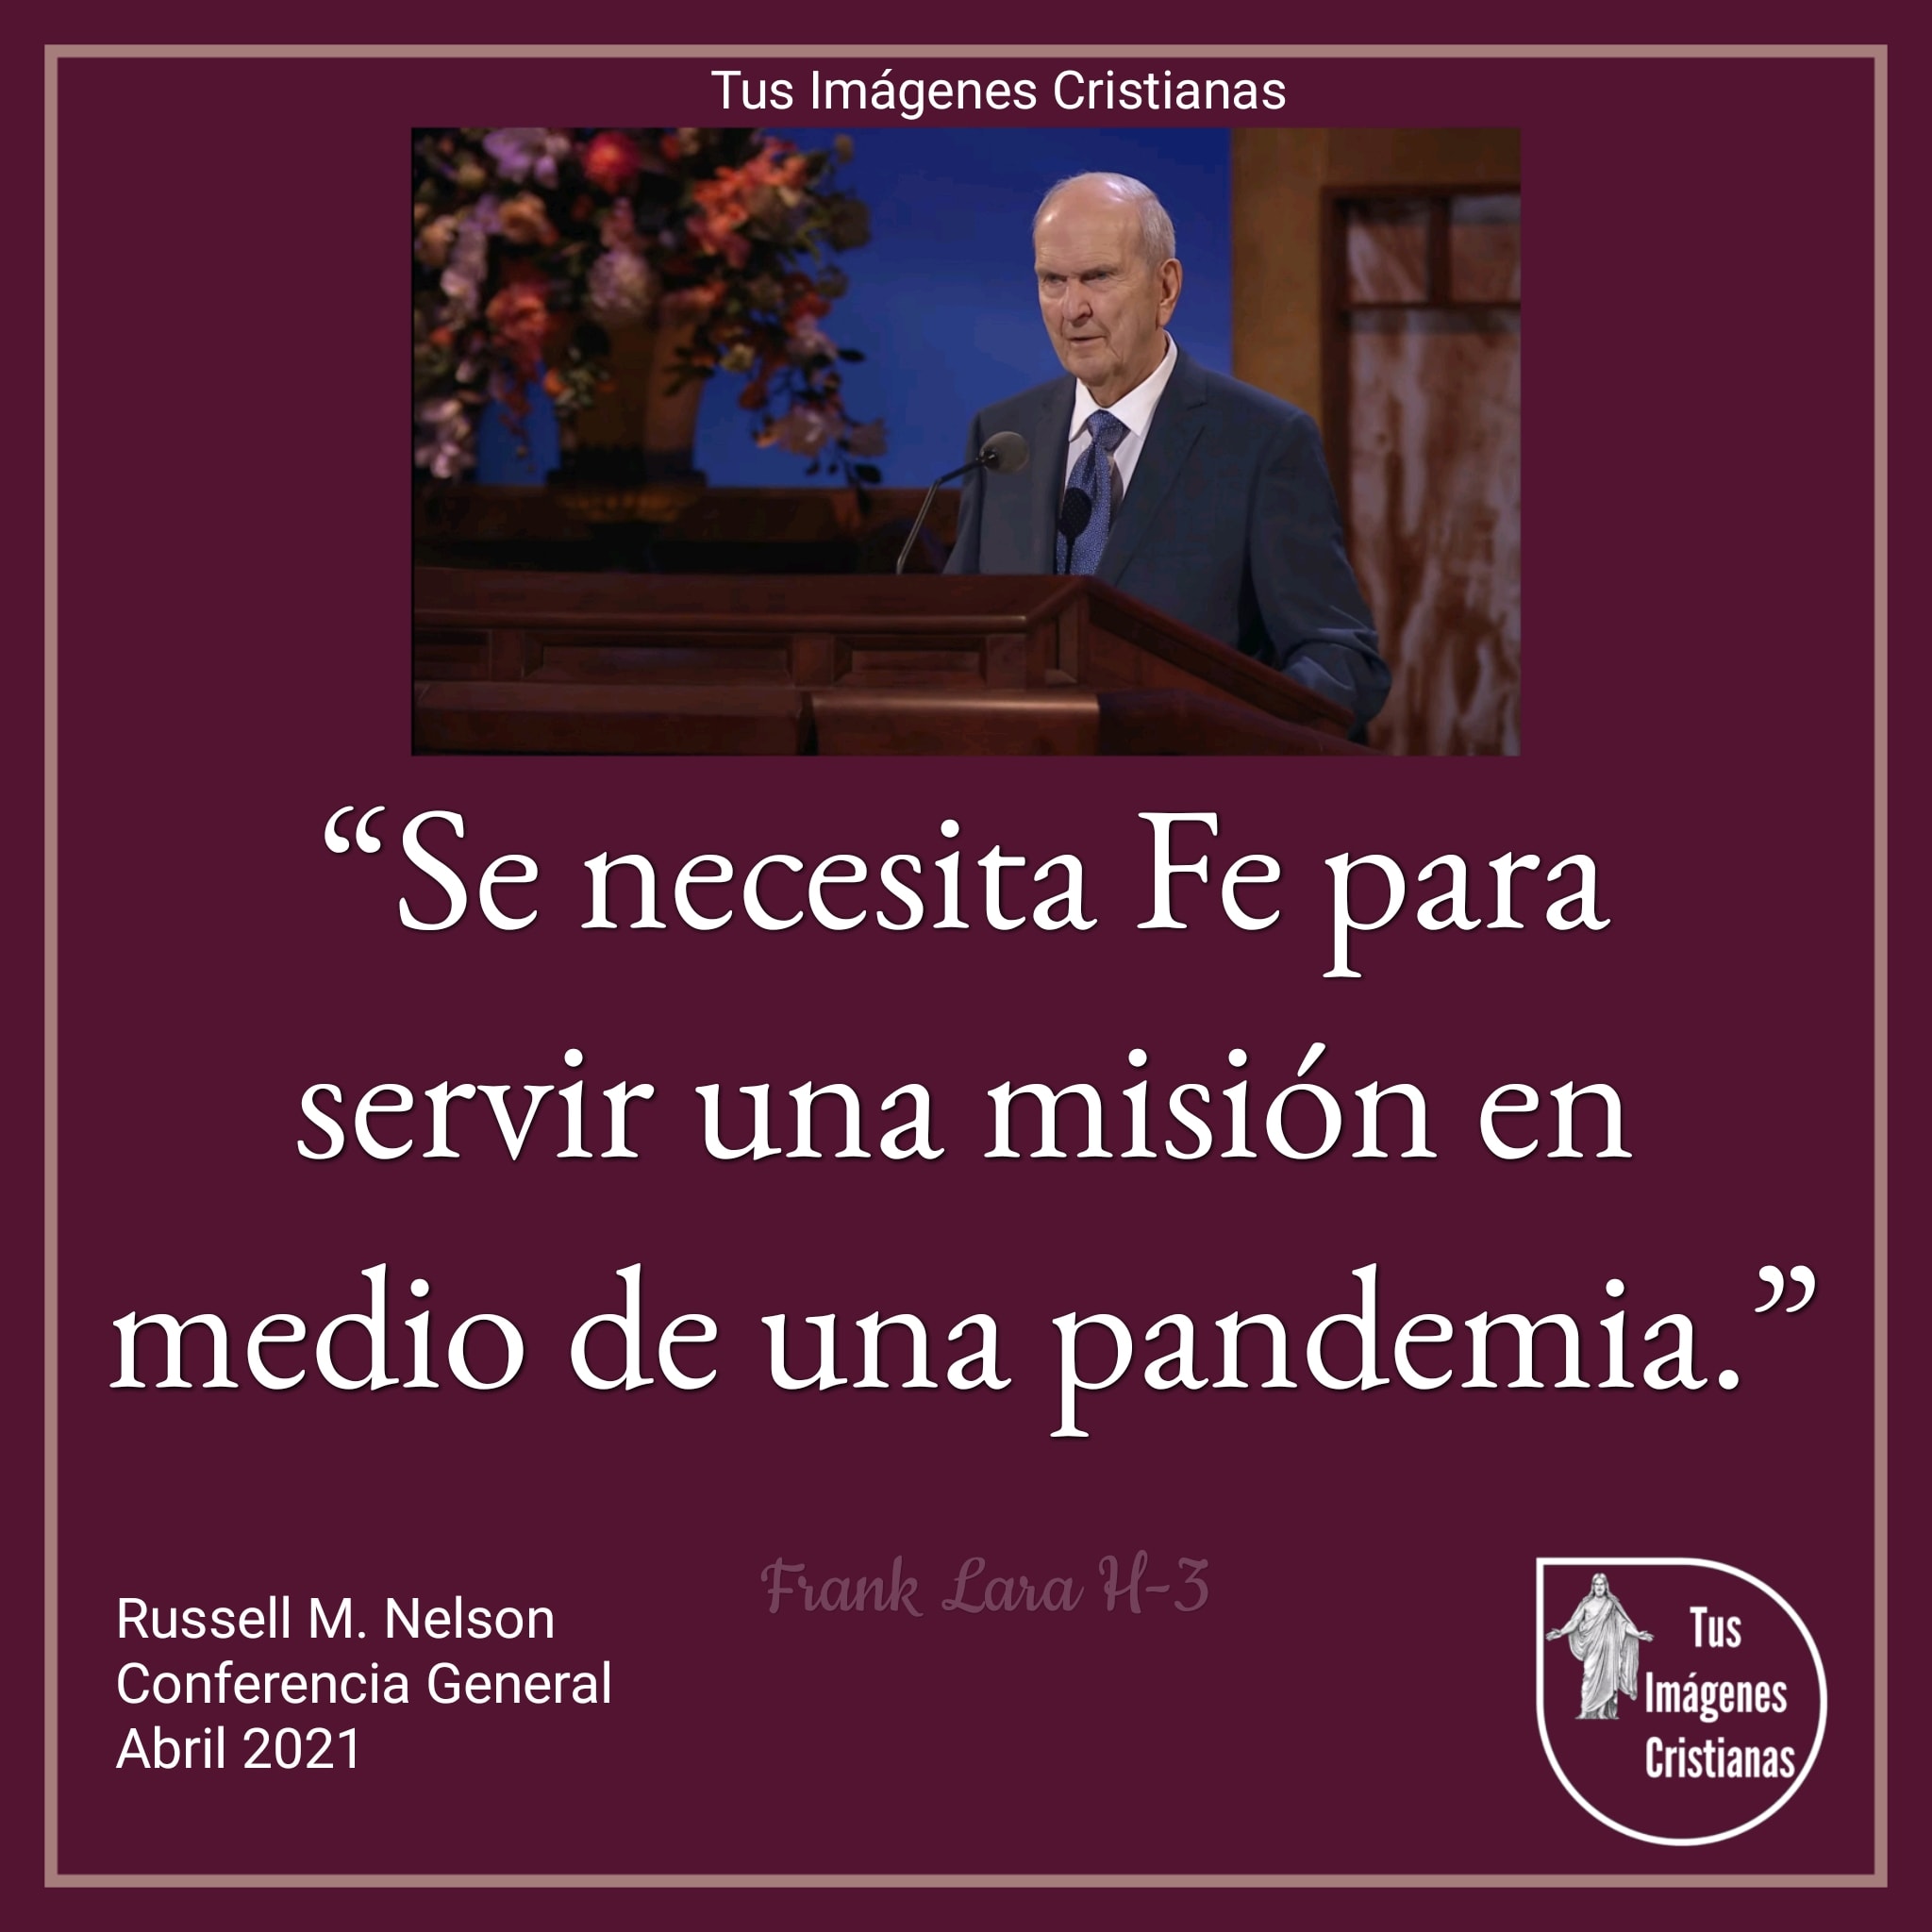 Tus Imágenes Cristianas
“Se necesita Fe para
servir una misión en
medio de una pandemia.”
Frank Lara H-3
Russell M. Nelson
Conferencia General
Abril 2021
Tus
Imágenes
Cristianas